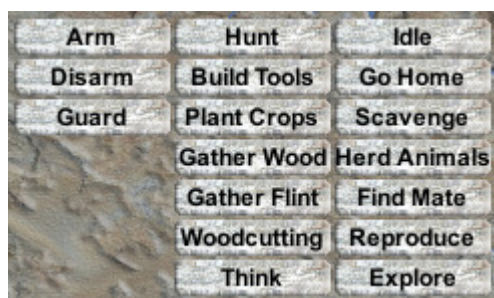 Arm Hunt Idle
Disarm Build Tools Go Home
Guard Plant Crops Scavenge
Gather Wood Herd Animals
Gather Flint Find Mate
Woodcutting Reproduce
Think Explore